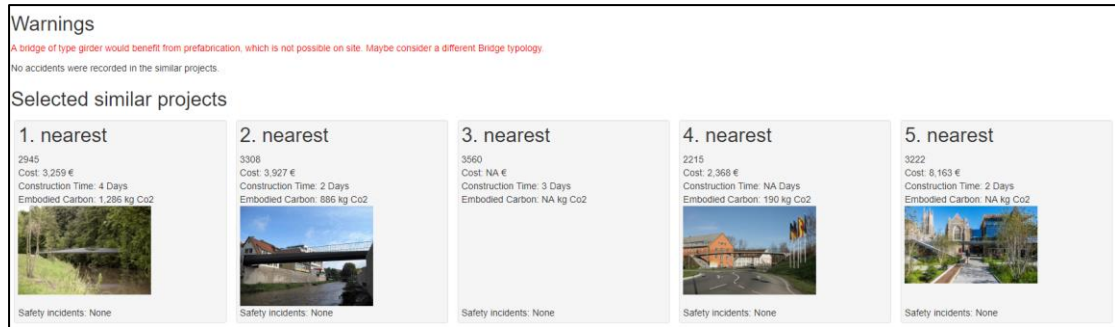 Warnings
A bridge of type girder would benefit from prefabrication, which is not possible on site. Maybe consider a different Bridge typology.
No accidents were recorded in the similar projects.
Selected similar projects
1. nearest
2945
Cost: 3,259 €
Construction Time: 4 Days
Embodied Carbon: 1,286 kg Co2
Safety incidents: None
2. nearest
3308
Cost: 3,927 €
Construction Time: 2 Days
Embodied Carbon: 886 kg Co2
Safety incidents: None
3. nearest
3560
Cost: NA €
Construction Time: 3 Days
Embodied Carbon: NA kg Co2
Safety incidents: None
4. nearest
2215
Cost: 2,368 €
Construction Time: NA Days
Embodied Carbon: 190 kg Co2
Safety incidents: None
5. nearest
3222
Cost: 8,163 €
Construction Time: 2 Days
Embodied Carbon: NA kg Co2
Safety incidents: None